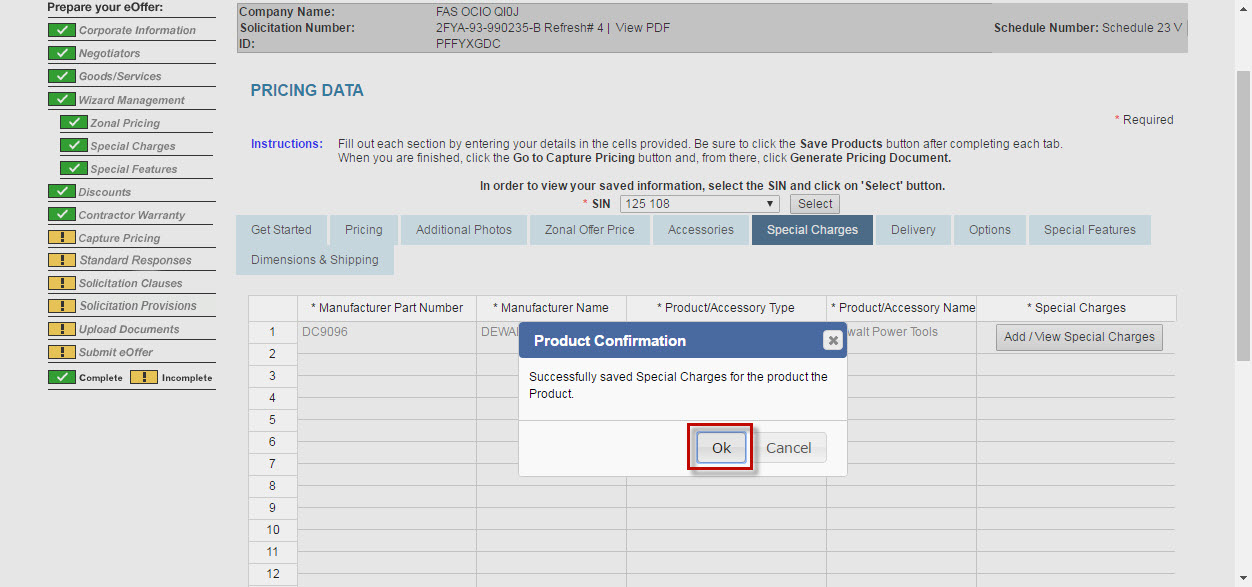 Prepare your eOffer:
Corporate Information
Negotiators
Goods/Services
Wizard Management
Zonal Pricing
Special Charges
Special Features
Discounts
Contractor Warranty
Capture Pricing
Standard Responses
Solicitation Clauses
Solicitation Provisions
Upload Documents
Submit eOffer
Complete ! Incomplete
Company Name: FAS OCIO QI0J
Solicitation Number: 2FYA-93-990235-B Refresh# 4 | View PDF Schedule Number: Schedule 23 V
ID: PFFYXGDC
PRICING DATA
* Required
Instructions: Fill out each section by entering your details in the cells provided. Be sure to click the Save Products button after completing each tab.
When you are finished, click the Go to Capture Pricing button and, from there, click Generate Pricing Document.
In order to view your saved information, select the SIN and click on 'Select' button.
* SIN 125 108 Select
Get Started Pricing Additional Photos Zonal Offer Price Accessories Special Charges Delivery Options Special Features
Dimensions & Shipping
* Manufacturer Part Number * Manufacturer Name * Product/Accessory Type * Product/Accessory Name * Special Charges
1 DC9096 DEWA walt Power Tools Add / View Special Charges
2
3
4
5
6
7
8
9
10
11
12
Product Confirmation
Successfully saved Special Charges for the product the
Product.
Ok Cancel